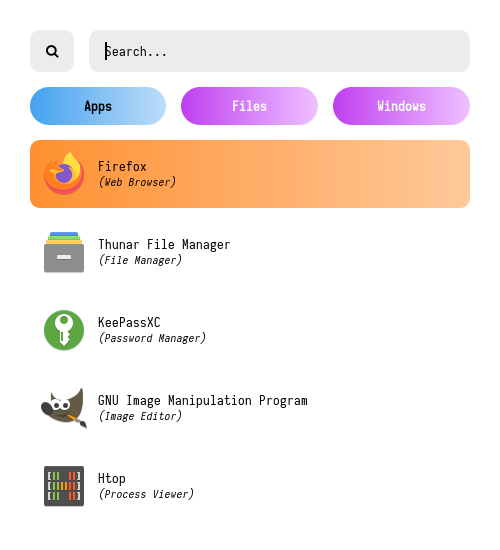 Search...
Apps Files Windows
Firefox
(Web Browser)
Thunar File Manager
(File Manager)
KeePassXC
(Password Manager)
GNU Image Manipulation Program
(Image Editor)
Htop
(Process Viewer)